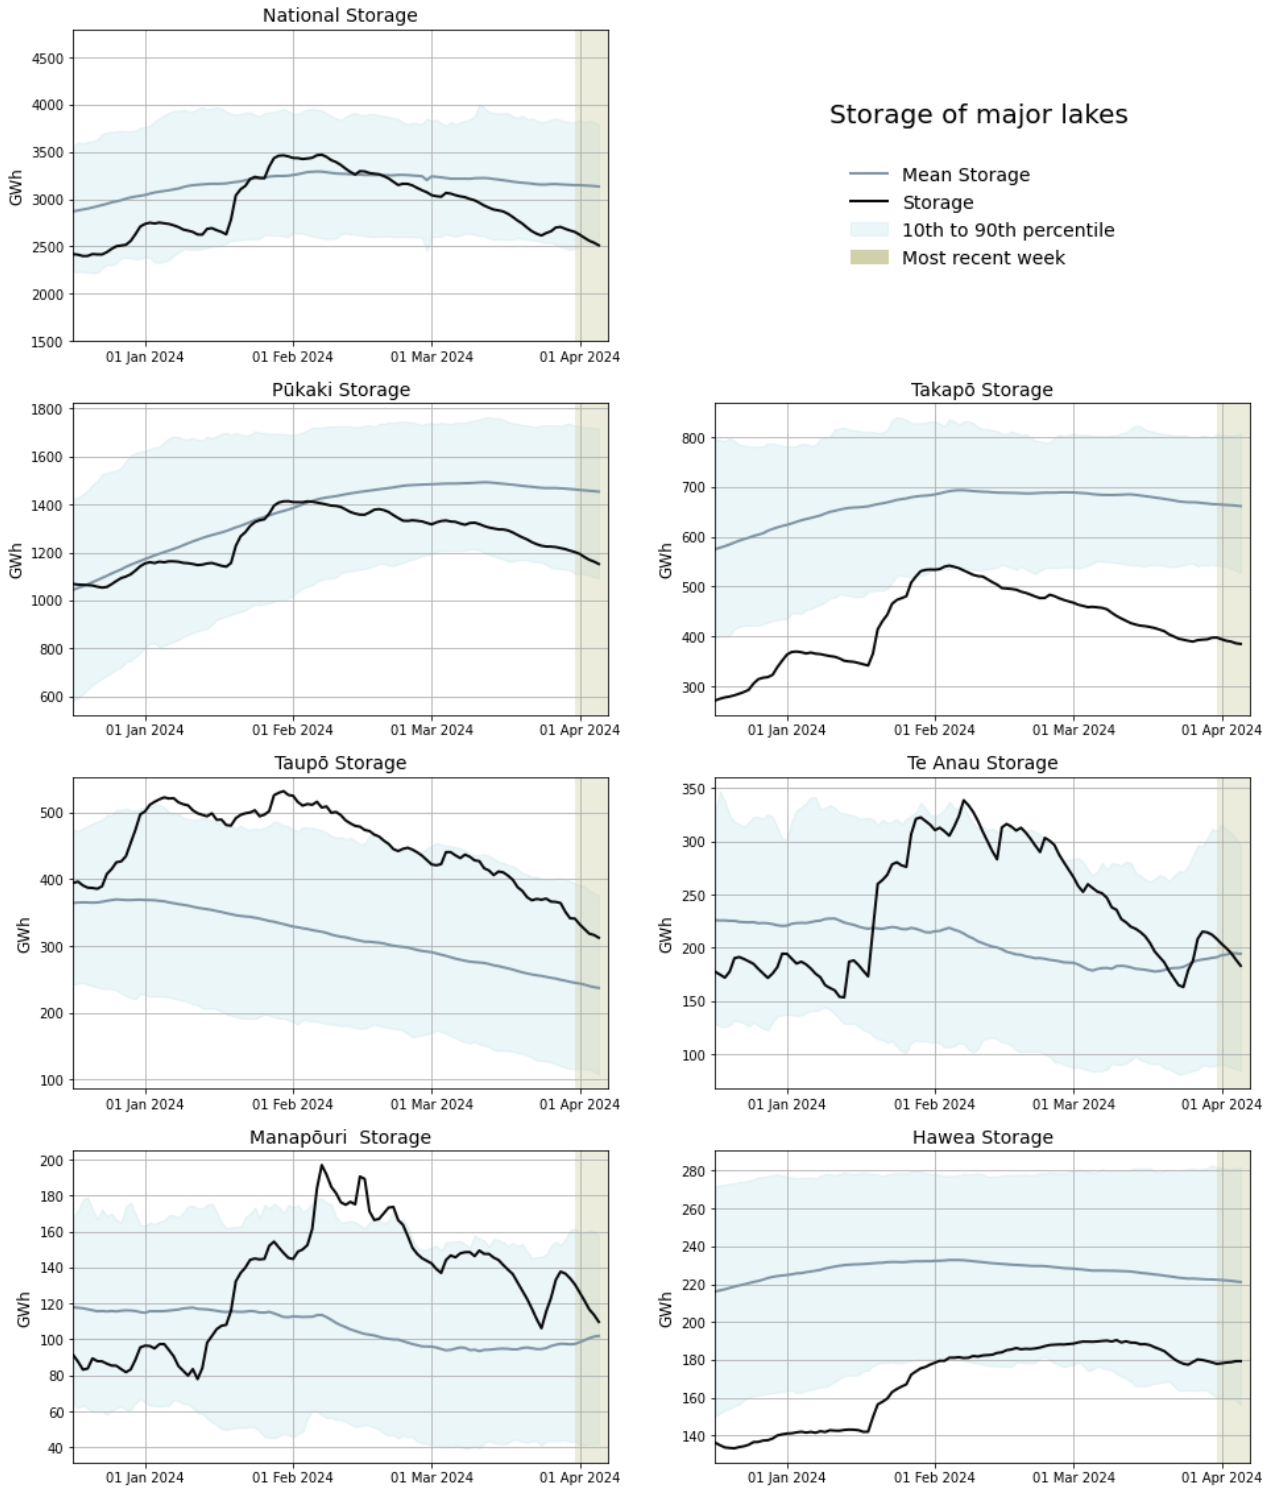 National Storage
4500
4000
3500
3000
2500
2000
1500
GWh
01 Jan 2024 01 Feb 2024 01 Mar 2024 01 Apr 2024
Storage of major lakes
Mean Storage
Storage
10th to 90th percentile
Most recent week
Pūkaki Storage
1800
1600
1400
1200
1000
800
600
GWh
01 Jan 2024 01 Feb 2024 01 Mar 2024 01 Apr 2024
Takapō Storage
800
700
600
500
400
300
GWh
01 Jan 2024 01 Feb 2024 01 Mar 2024 01 Apr 2024
Taupō Storage
500
400
300
200
100
GWh
01 Jan 2024 01 Feb 2024 01 Mar 2024 01 Apr 2024
Te Anau Storage
350
300
250
200
150
100
GWh
01 Jan 2024 01 Feb 2024 01 Mar 2024 01 Apr 2024
Manapōuri  Storage
200
180
160
140
120
100
80
60
40
GWh
01 Jan 2024 01 Feb 2024 01 Mar 2024 01 Apr 2024
Hawea Storage
280
260
240
220
200
180
160
140
GWh
01 Jan 2024 01 Feb 2024 01 Mar 2024 01 Apr 2024